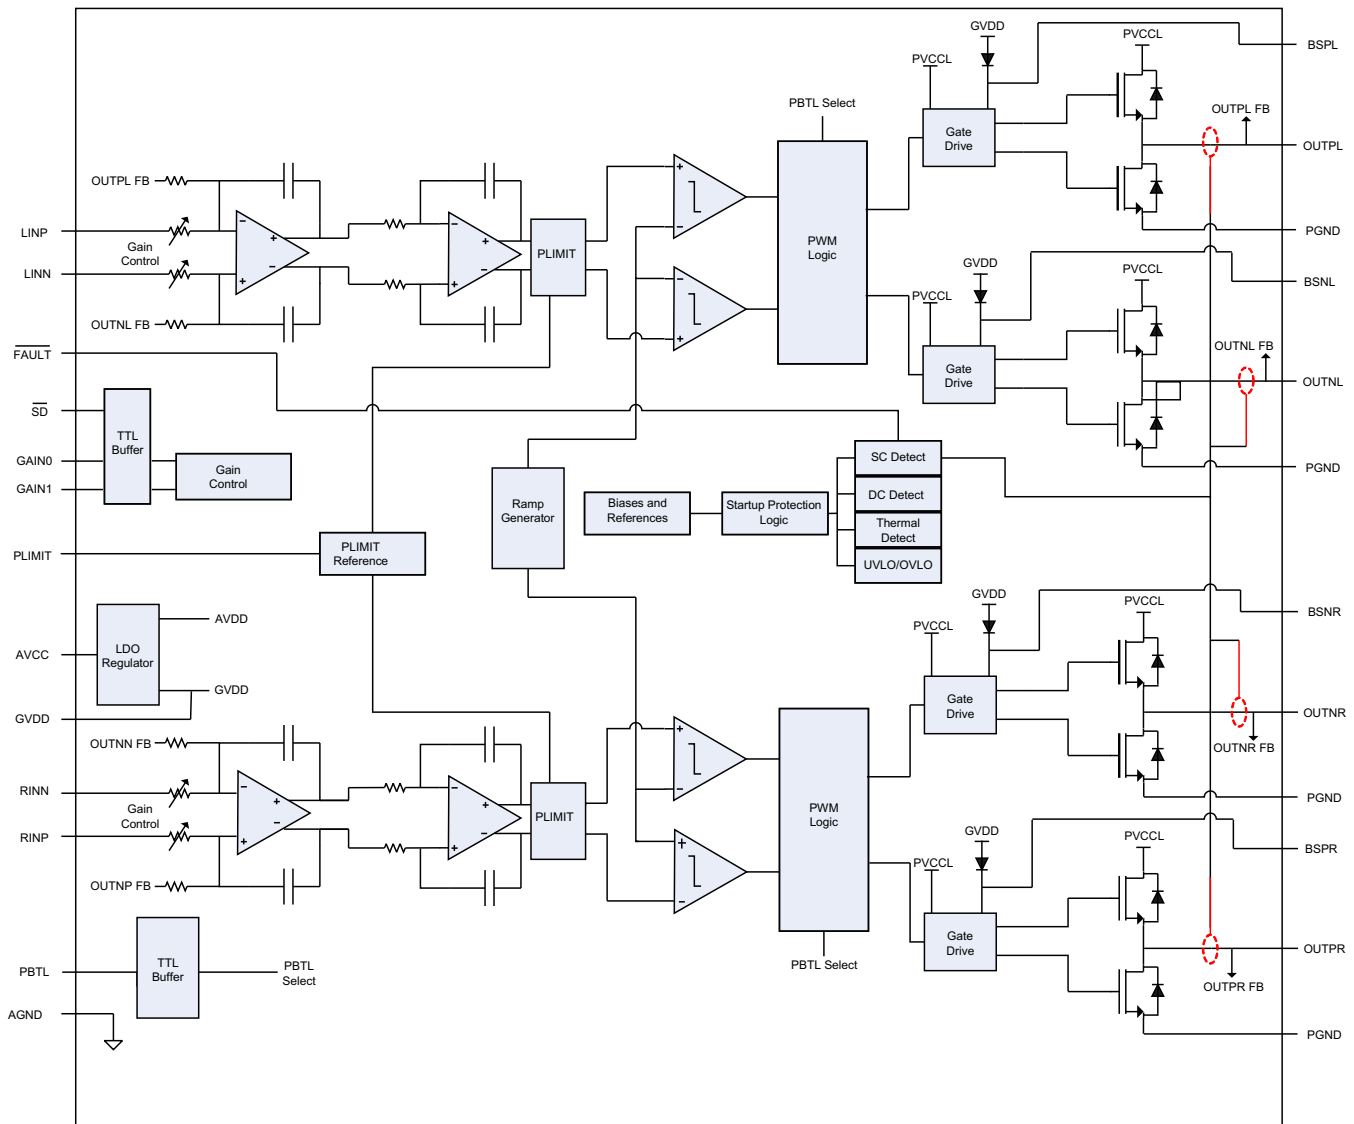 GVDD
PVCCL
BSPL
PVCCL
PBTL Select
OUTPL FB
Gate
Drive
OUTPL
OUTPL FB
+
−
LINP
−
+
−
+
Gain
Control
PLIMIT
PWM
Logic
PGND
LINN
+
−
−
+
GVDD
BSNL
−
+
PVCCL
PVCCL
OUTNL FB
FAULT
OUTNL FB
Gate
Drive
OUTNL
SD
TTL
Buffer
GAIN0
GAIN1
Gain
Control
SC Detect
PGND
DC Detect
Ramp
Generator
Biases and
References
Startup Protection
Logic
Thermal
Detect
PLIMIT
PLIMIT
Reference
UVLO/OVLO
GVDD
PVCCL
BSNR
AVDD
PVCCL
AVCC
LDO
Regulator
GVDD
Gate
Drive
GVDD
OUTNR
OUTNN FB
+
−
OUTNR FB
RINN
−
+
−
+
Gain
Control
PLIMIT
PWM
Logic
PGND
RINP
+
−
−
+
GVDD
BSPR
+
−
PVCCL
PVCCL
OUTNP FB
Gate
Drive
OUTPR
PBTL
TTL
Buffer
PBTL
Select
PBTL Select
OUTPR FB
AGND
PGND